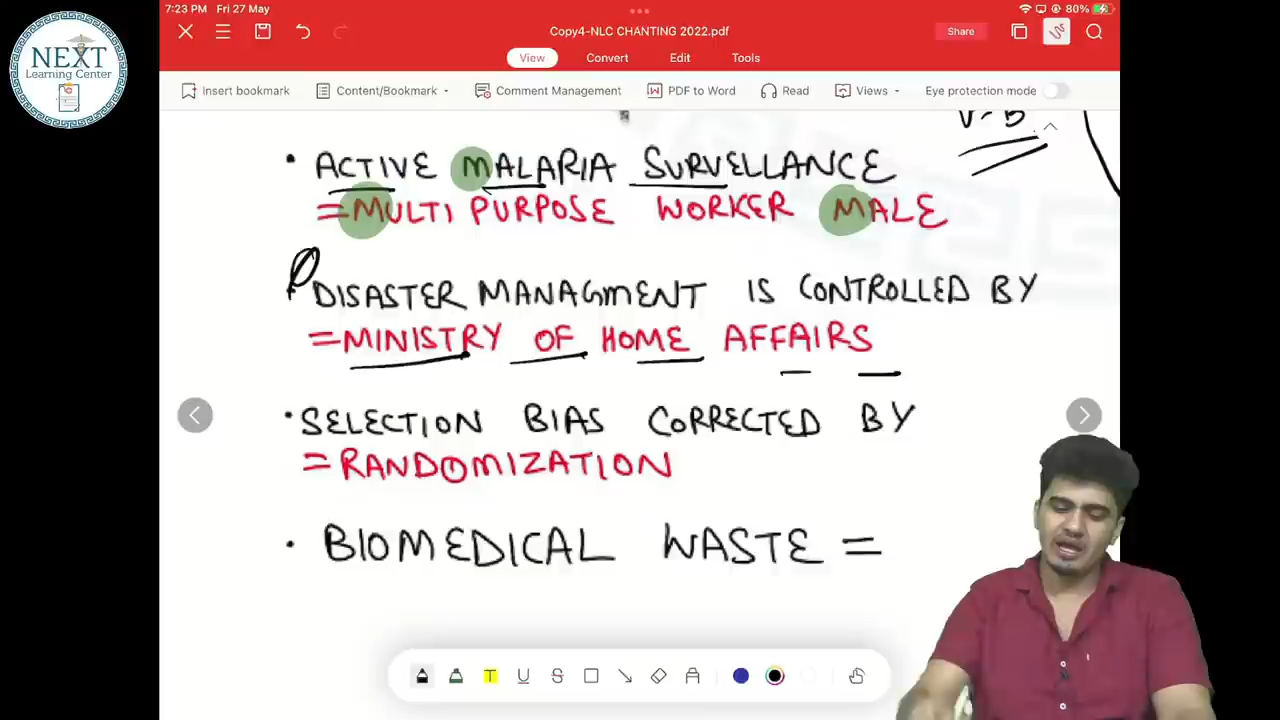 7:23 PM Fri 27 May
80%
NEXT
Learning Center
Copy4-NLC CHANTING 2022.pdf
Share
View Convert Edit Tools
Insert bookmark Content/Bookmark Comment Management PDF to Word Read Views Eye protection mode
• ACTIVE MALARIA SURVELLANCE
= MULTI PURPOSE WORKER MALE
DISASTER MANAGMENT IS CONTROLLED BY
= MINISTRY OF HOME AFFAIRS
• SELECTION BIAS CORRECTED BY
= RANDOMIZATION
• BIOMEDICAL WASTE =